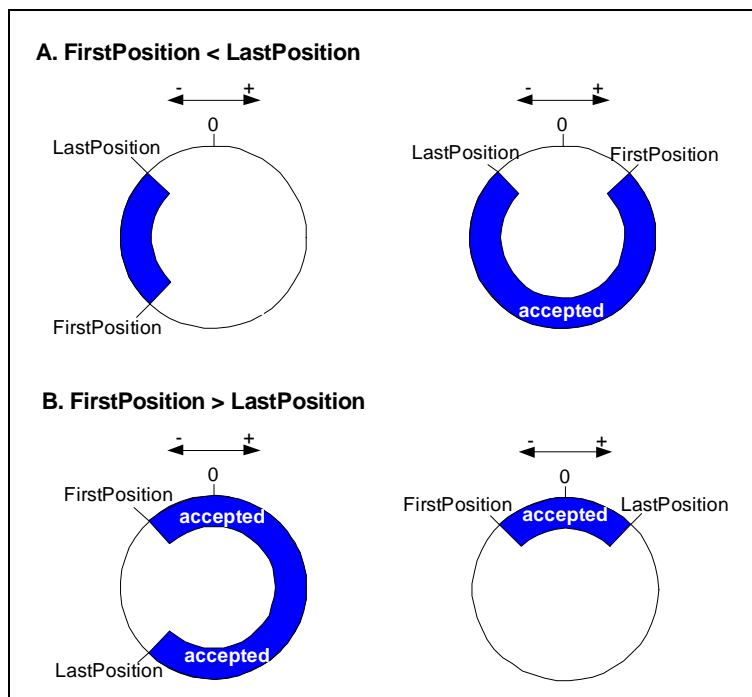 A. FirstPosition < LastPosition
- +
0
LastPosition
FirstPosition
- +
0
LastPosition FirstPosition
accepted
B. FirstPosition > LastPosition
- +
0
FirstPosition
accepted
LastPosition
accepted
- +
0
FirstPosition LastPosition
accepted